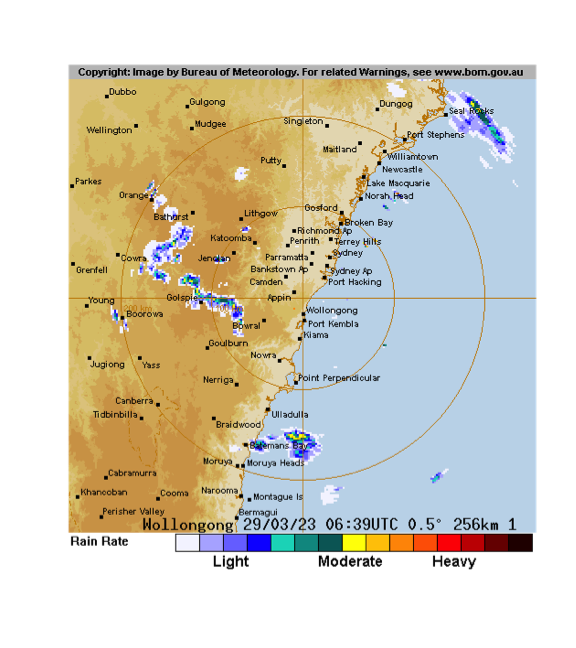 Copyright: Image by Bureau of Meteorology. For related Warnings, see www.bom.gov.au
Dubbo
Gulgong
Dungog
Seal Rocks
Wellington
Mudgee
Singleton
Port Stephens
Maitland
Williamtown
Putty
Newcastle
Parkes
Lake Macquarie
Orange
Norah Head
Bathurst
Lithgow
Gosford
Broken Bay
Richmond Ap
Katoomba
Penrith
Terrey Hills
Cowra
Jenolan
Parramatta
Sydney
Grenfell
Bankstown Ap
Sydney Ap
Camden
Port Hacking
Young
Golspie
Appin
Boorowa
Wollongong
Bowral
Port Kembla
Kiama
Goulburn
Nowra
Jugiong
Yass
Nerriga
Point Perpendicular
Canberra
Tidbinbilla
Ulladulla
Braidwood
Batemans Bay
Moruya
Moruya Heads
Cabramurra
Khancoban
Cooma
Narooma
Montague Is
Perisher Valley
Bermagui
Wollongong 29/03/23 06:39UTC 0.5° 256km 1
Rain Rate
Light
Moderate
Heavy